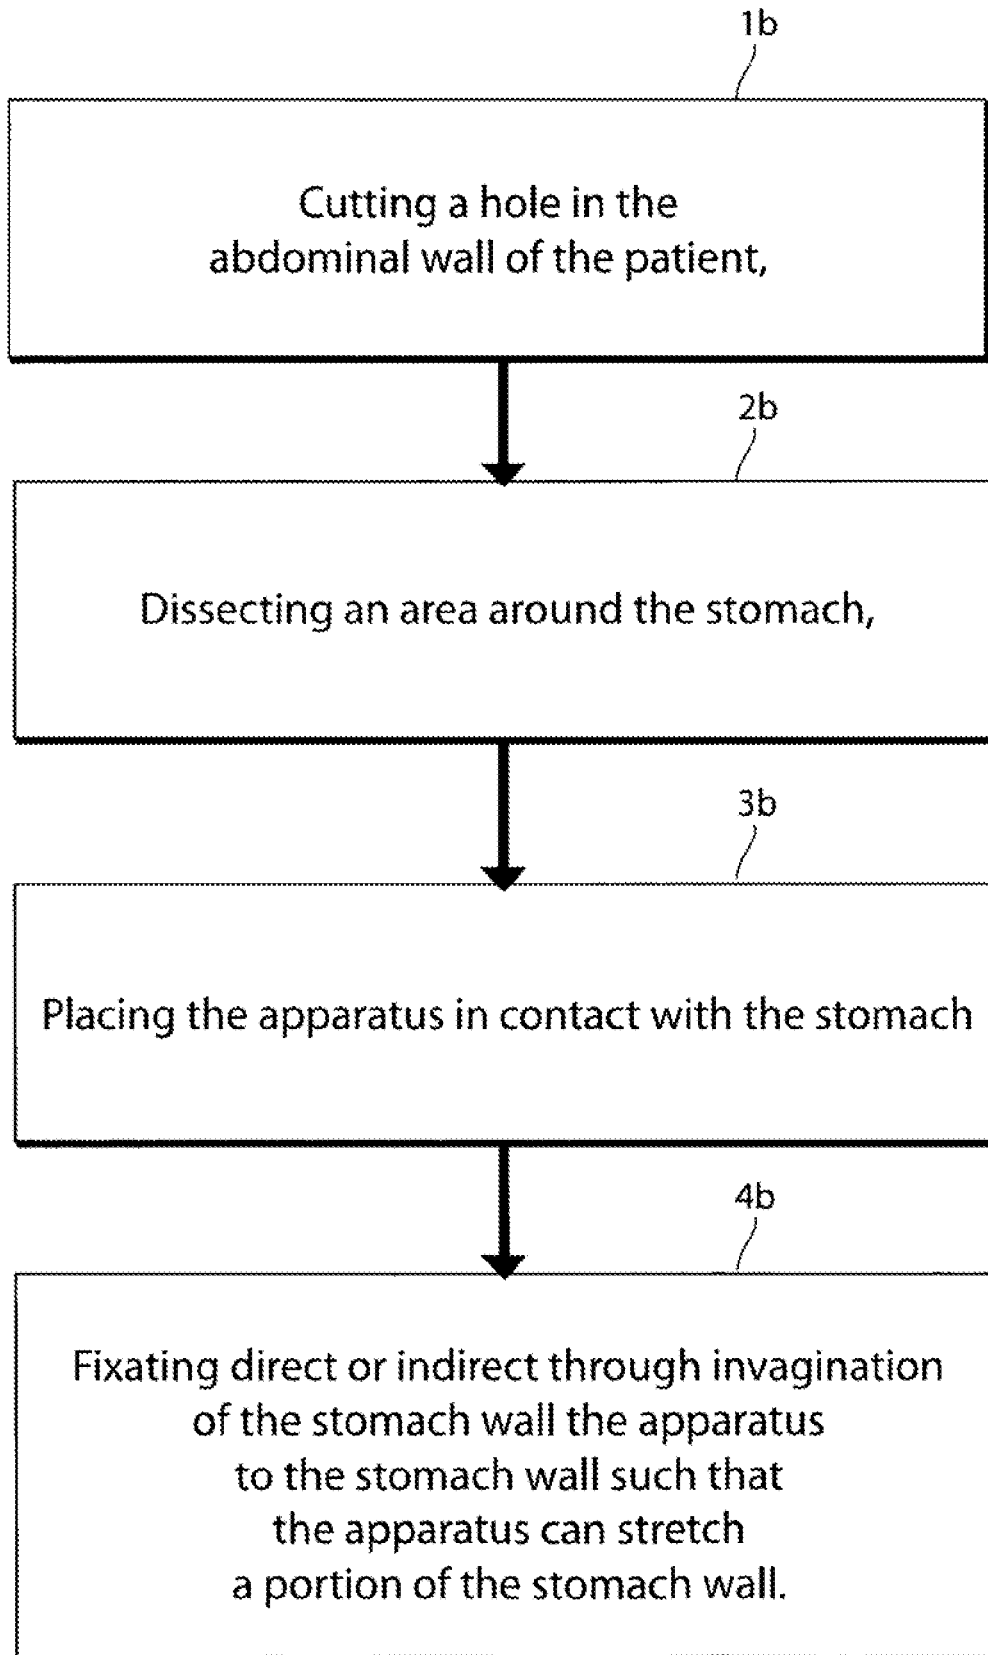 1b
Cutting a hole in the
abdominal wall of the patient,
2b
Dissecting an area around the stomach,
3b
Placing the apparatus in contact with the stomach
4b
Fixating direct or indirect through invagination
of the stomach wall the apparatus
to the stomach wall such that
the apparatus can stretch
a portion of the stomach wall.